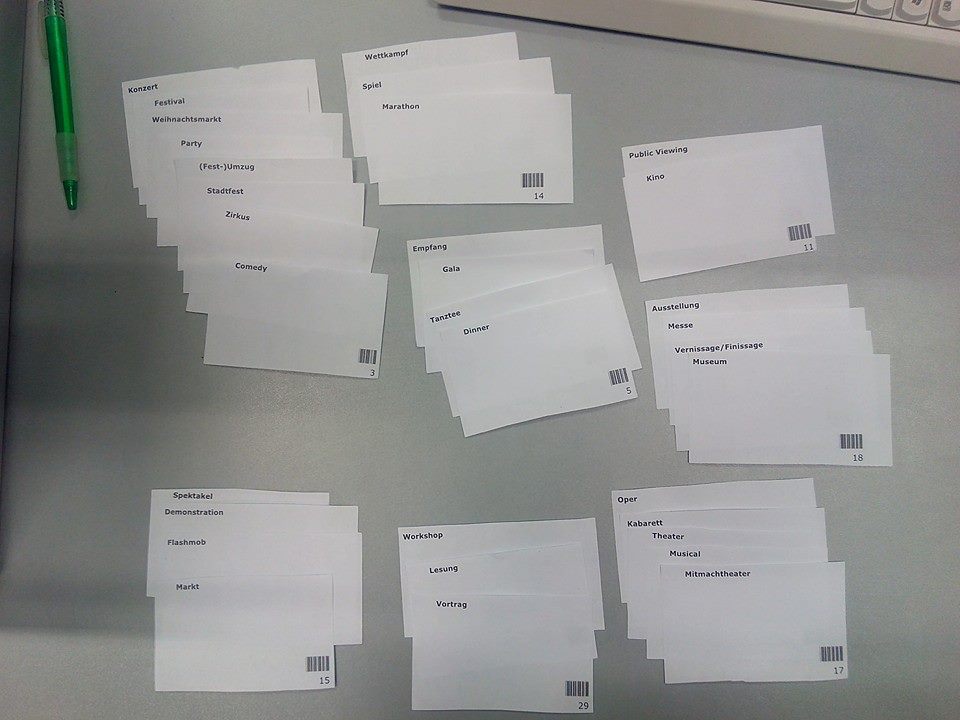 Konzert
Festival
Weihnachtsmarkt
Party
(Fest-)Umzug
Stadtfest
Zirkus
Comedy
3
Wettkampf
Spiel
Marathon
14
Public Viewing
Kino
11
Empfang
Gala
Tanztee
Dinner
5
Ausstellung
Messe
Vernissage/Finissage
Museum
18
Spektakel
Demonstration
Flashmob
Markt
15
Workshop
Lesung
Vortrag
29
Oper
Kabarett
Theater
Musical
Mitmachtheater
17